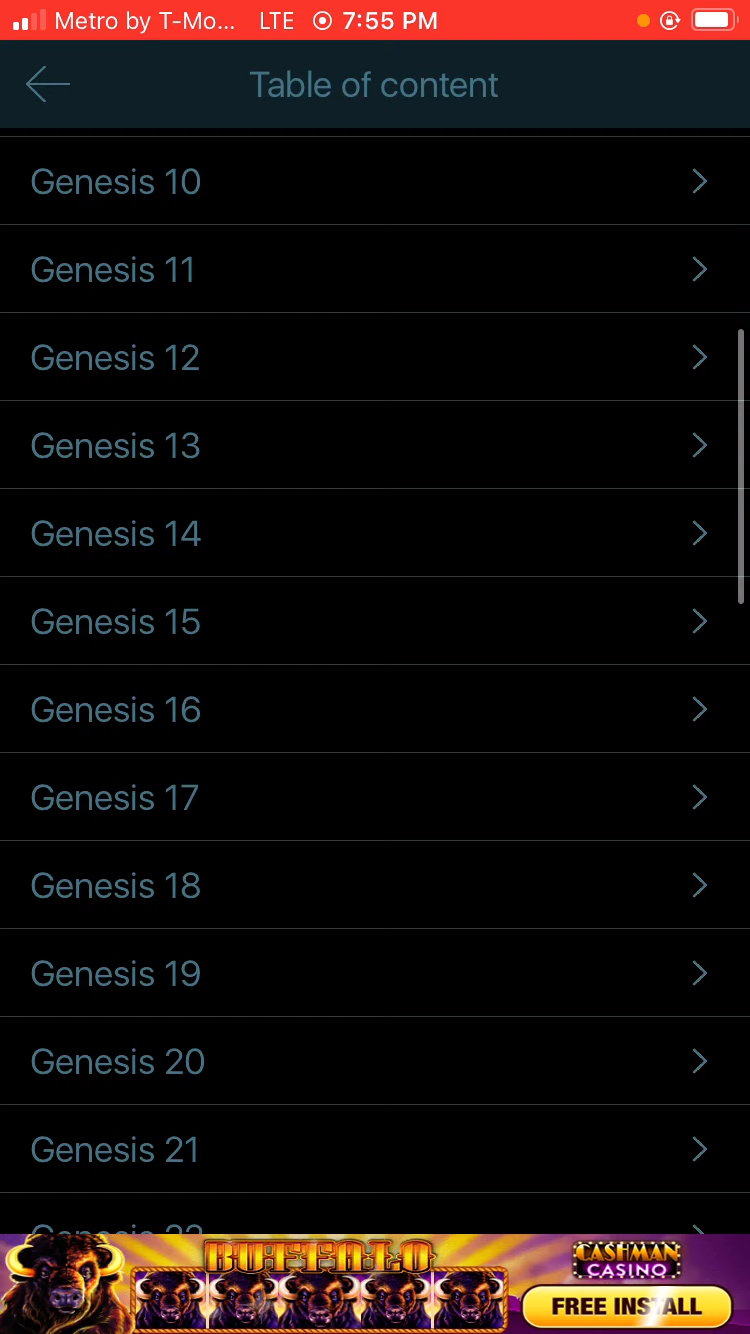 Metro by T-Mo... LTE 7:55 PM
Table of content
Genesis 10
Genesis 11
Genesis 12
Genesis 13
Genesis 14
Genesis 15
Genesis 16
Genesis 17
Genesis 18
Genesis 19
Genesis 20
Genesis 21
Genesis 22
BUFFALO
CASHMAN
CASINO
FREE INSTALL